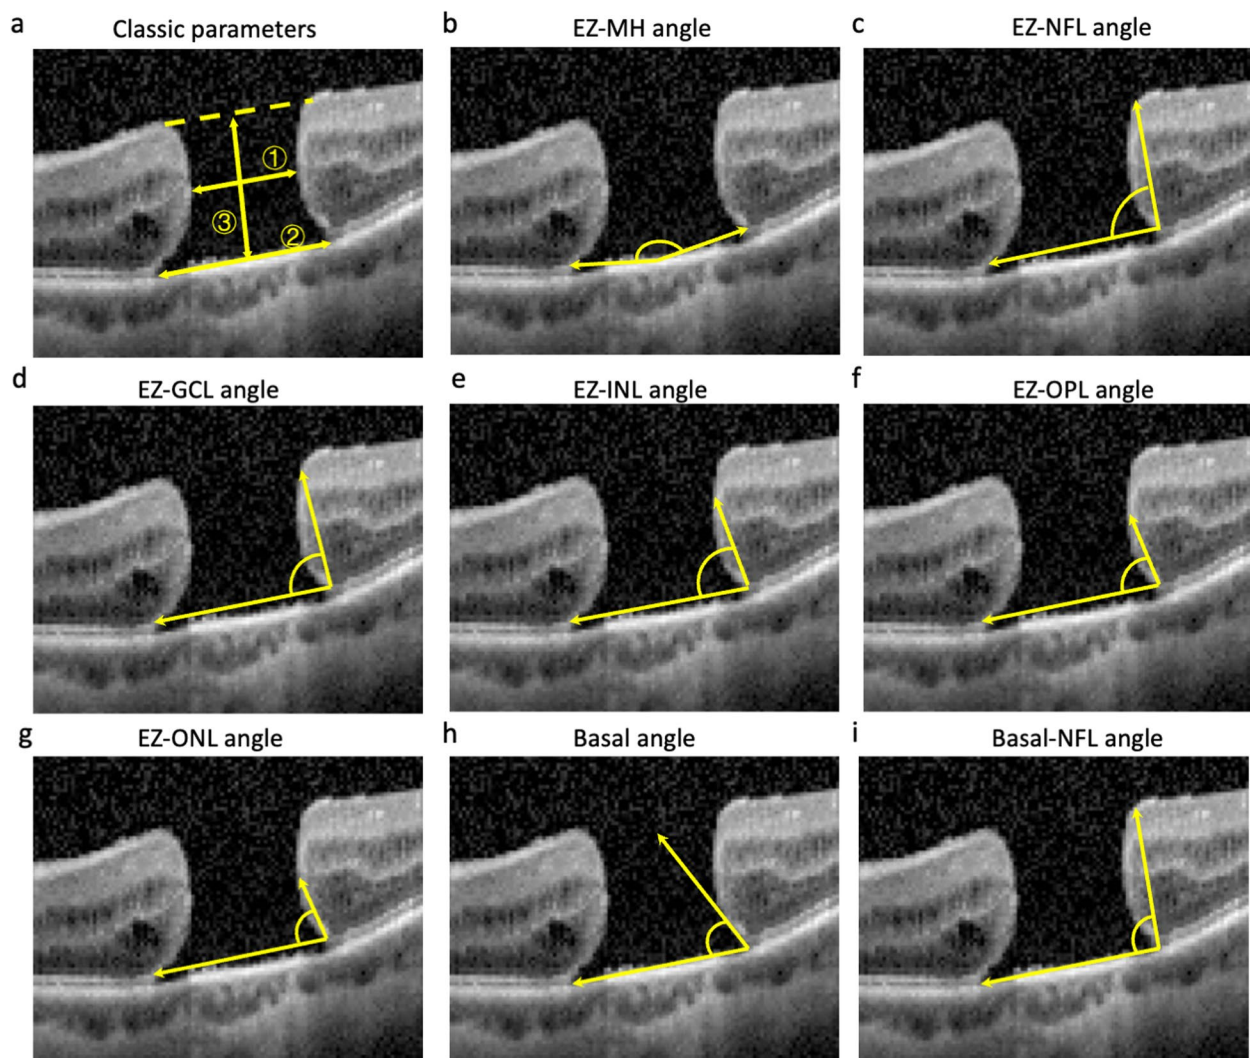 a Classic parameters
b EZ-MH angle
c EZ-NFL angle
①
③
②
d EZ-GCL angle
e EZ-INL angle
f EZ-OPL angle
g EZ-ONL angle
h Basal angle
i Basal-NFL angle